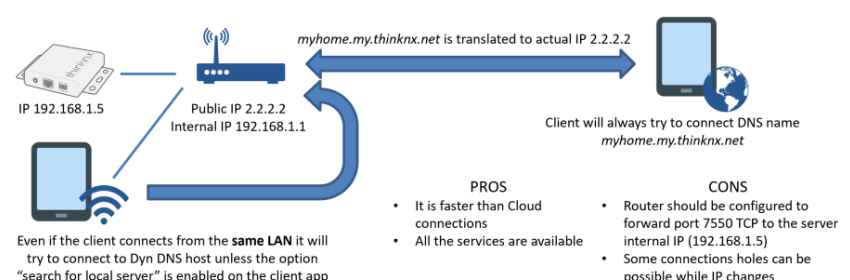 myhome.my.thinknx.net is translated to actual IP 2.2.2.2
thinknx
IP 192.168.1.5
Public IP 2.2.2.2
Internal IP 192.168.1.1
Client will always try to connect DNS name
myhome.my.thinknx.net
Even if the client connects from the same LAN it will
try to connect to Dyn DNS host unless the option
"search for local server" is enabled on the client app
PROS
• It is faster than Cloud
connections
• All the services are available
CONS
• Router should be configured to
forward port 7550 TCP to the server
internal IP (192.168.1.5)
• Some connections holes can be
possible while IP changes